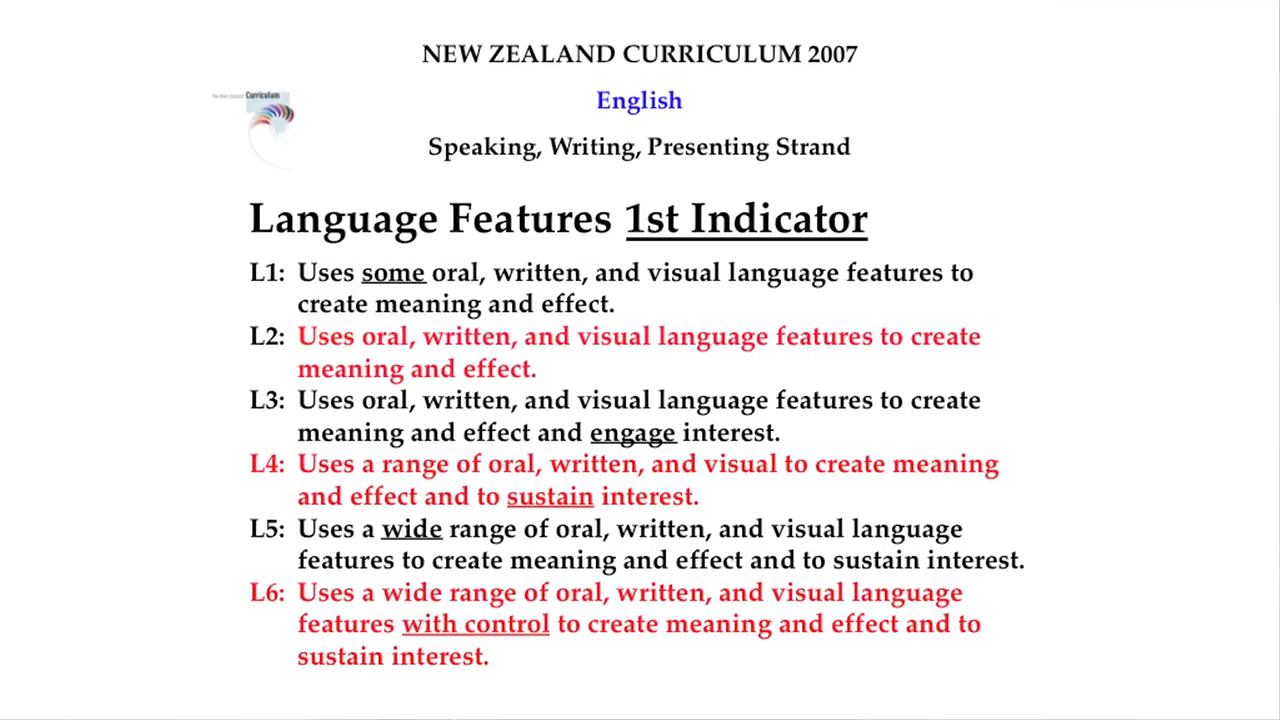 NEW ZEALAND CURRICULUM 2007
The New Zealand Curriculum
English
Speaking, Writing, Presenting Strand
Language Features 1st Indicator
L1: Uses some oral, written, and visual language features to
create meaning and effect.
L2: Uses oral, written, and visual language features to create
meaning and effect.
L3: Uses oral, written, and visual language features to create
meaning and effect and engage interest.
L4: Uses a range of oral, written, and visual to create meaning
and effect and to sustain interest.
L5: Uses a wide range of oral, written, and visual language
features to create meaning and effect and to sustain interest.
L6: Uses a wide range of oral, written, and visual language
features with control to create meaning and effect and to
sustain interest.